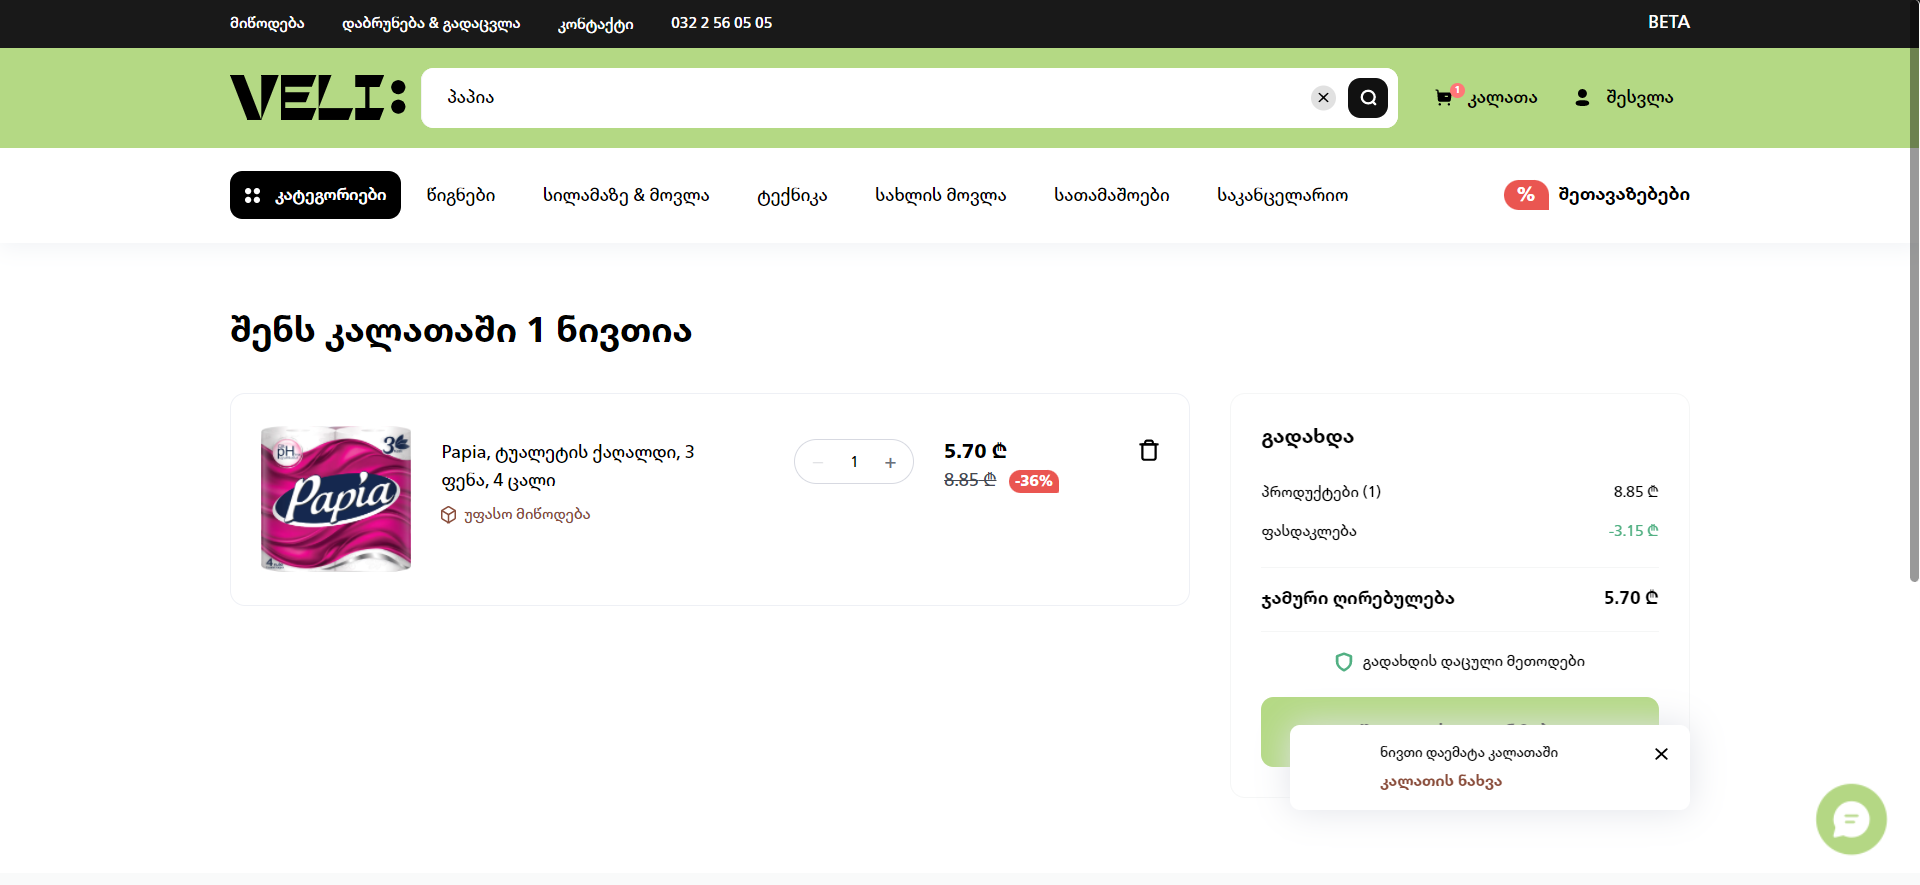 მიწოდება დაბრუნება & გადაცვლა კონტაქტი 032 2 56 05 05 BETA
VELI: პაპია 1 კალათა შესვლა
კატეგორიები წიგნები სილამაზე & მოვლა ტექნიკა სახლის მოვლა სათამაშოები საკანცელარიო % შეთავაზებები
შენს კალათაში 1 ნივთია
pH 3
Papia
4
Papia, ტუალეტის ქაღალდი, 3
ფენა, 4 ცალი
უფასო მიწოდება
1
5.70 ₾
8.85 ₾ -36%
გადახდა
პროდუქტები (1) 8.85 ₾
ფასდაკლება -3.15 ₾
ჯამური ღირებულება 5.70 ₾
გადახდის დაცული მეთოდები
ნივთი დაემატა კალათაში
კალათის ნახვა